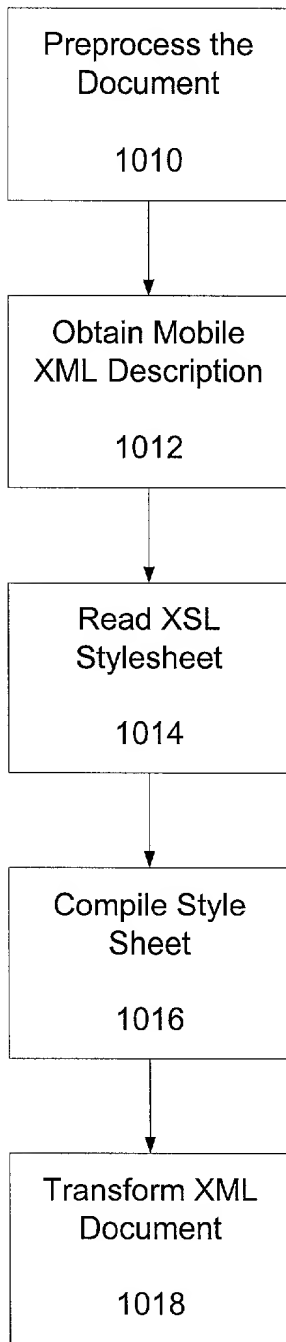 Preprocess the
Document
1010
Obtain Mobile
XML Description
1012
Read XSL
Stylesheet
1014
Compile Style
Sheet
1016
Transform XML
Document
1018